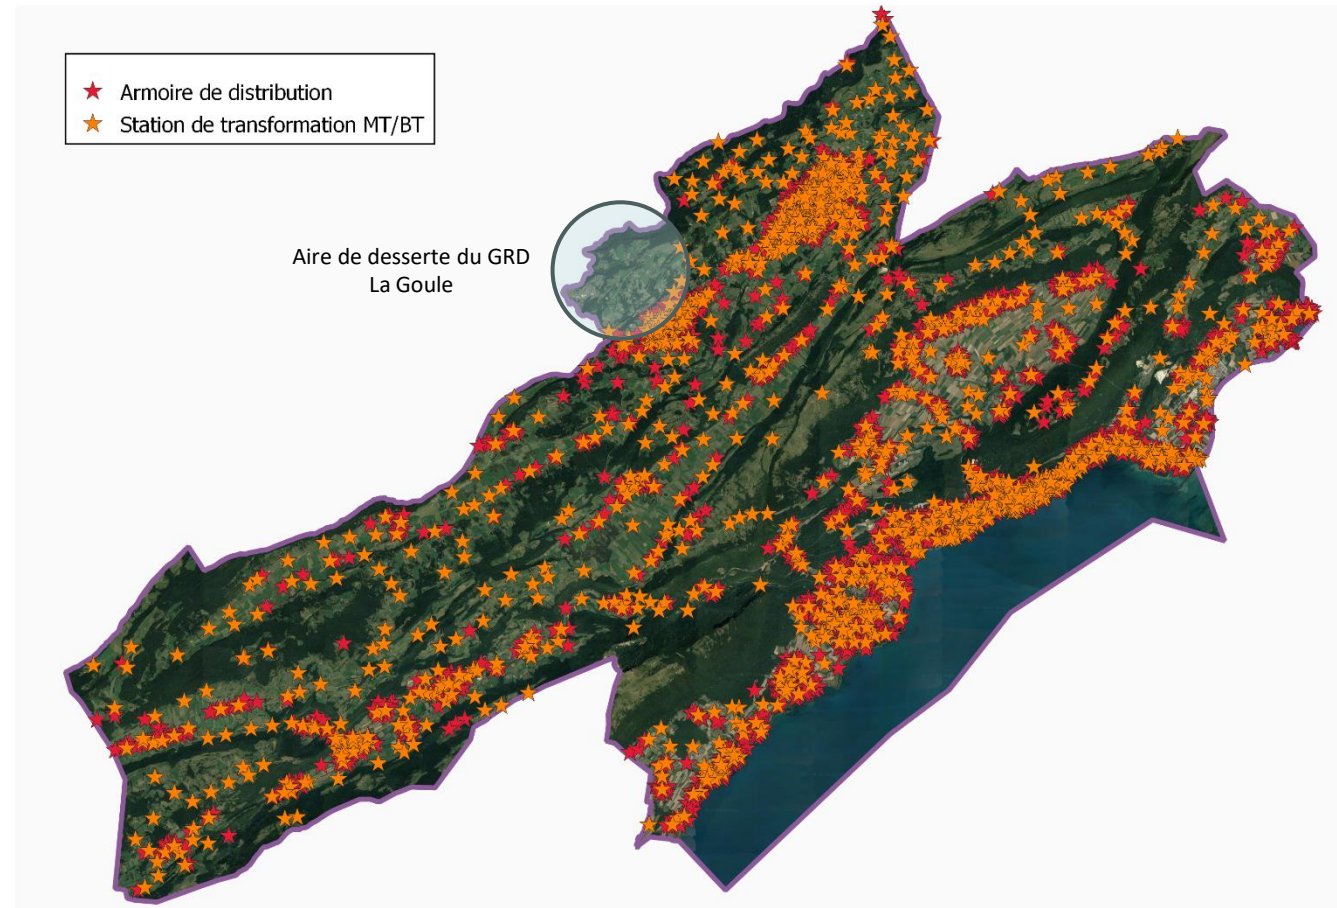 Armoire de distribution
Station de transformation MT/BT
Aire de desserte du GRD
La Goule